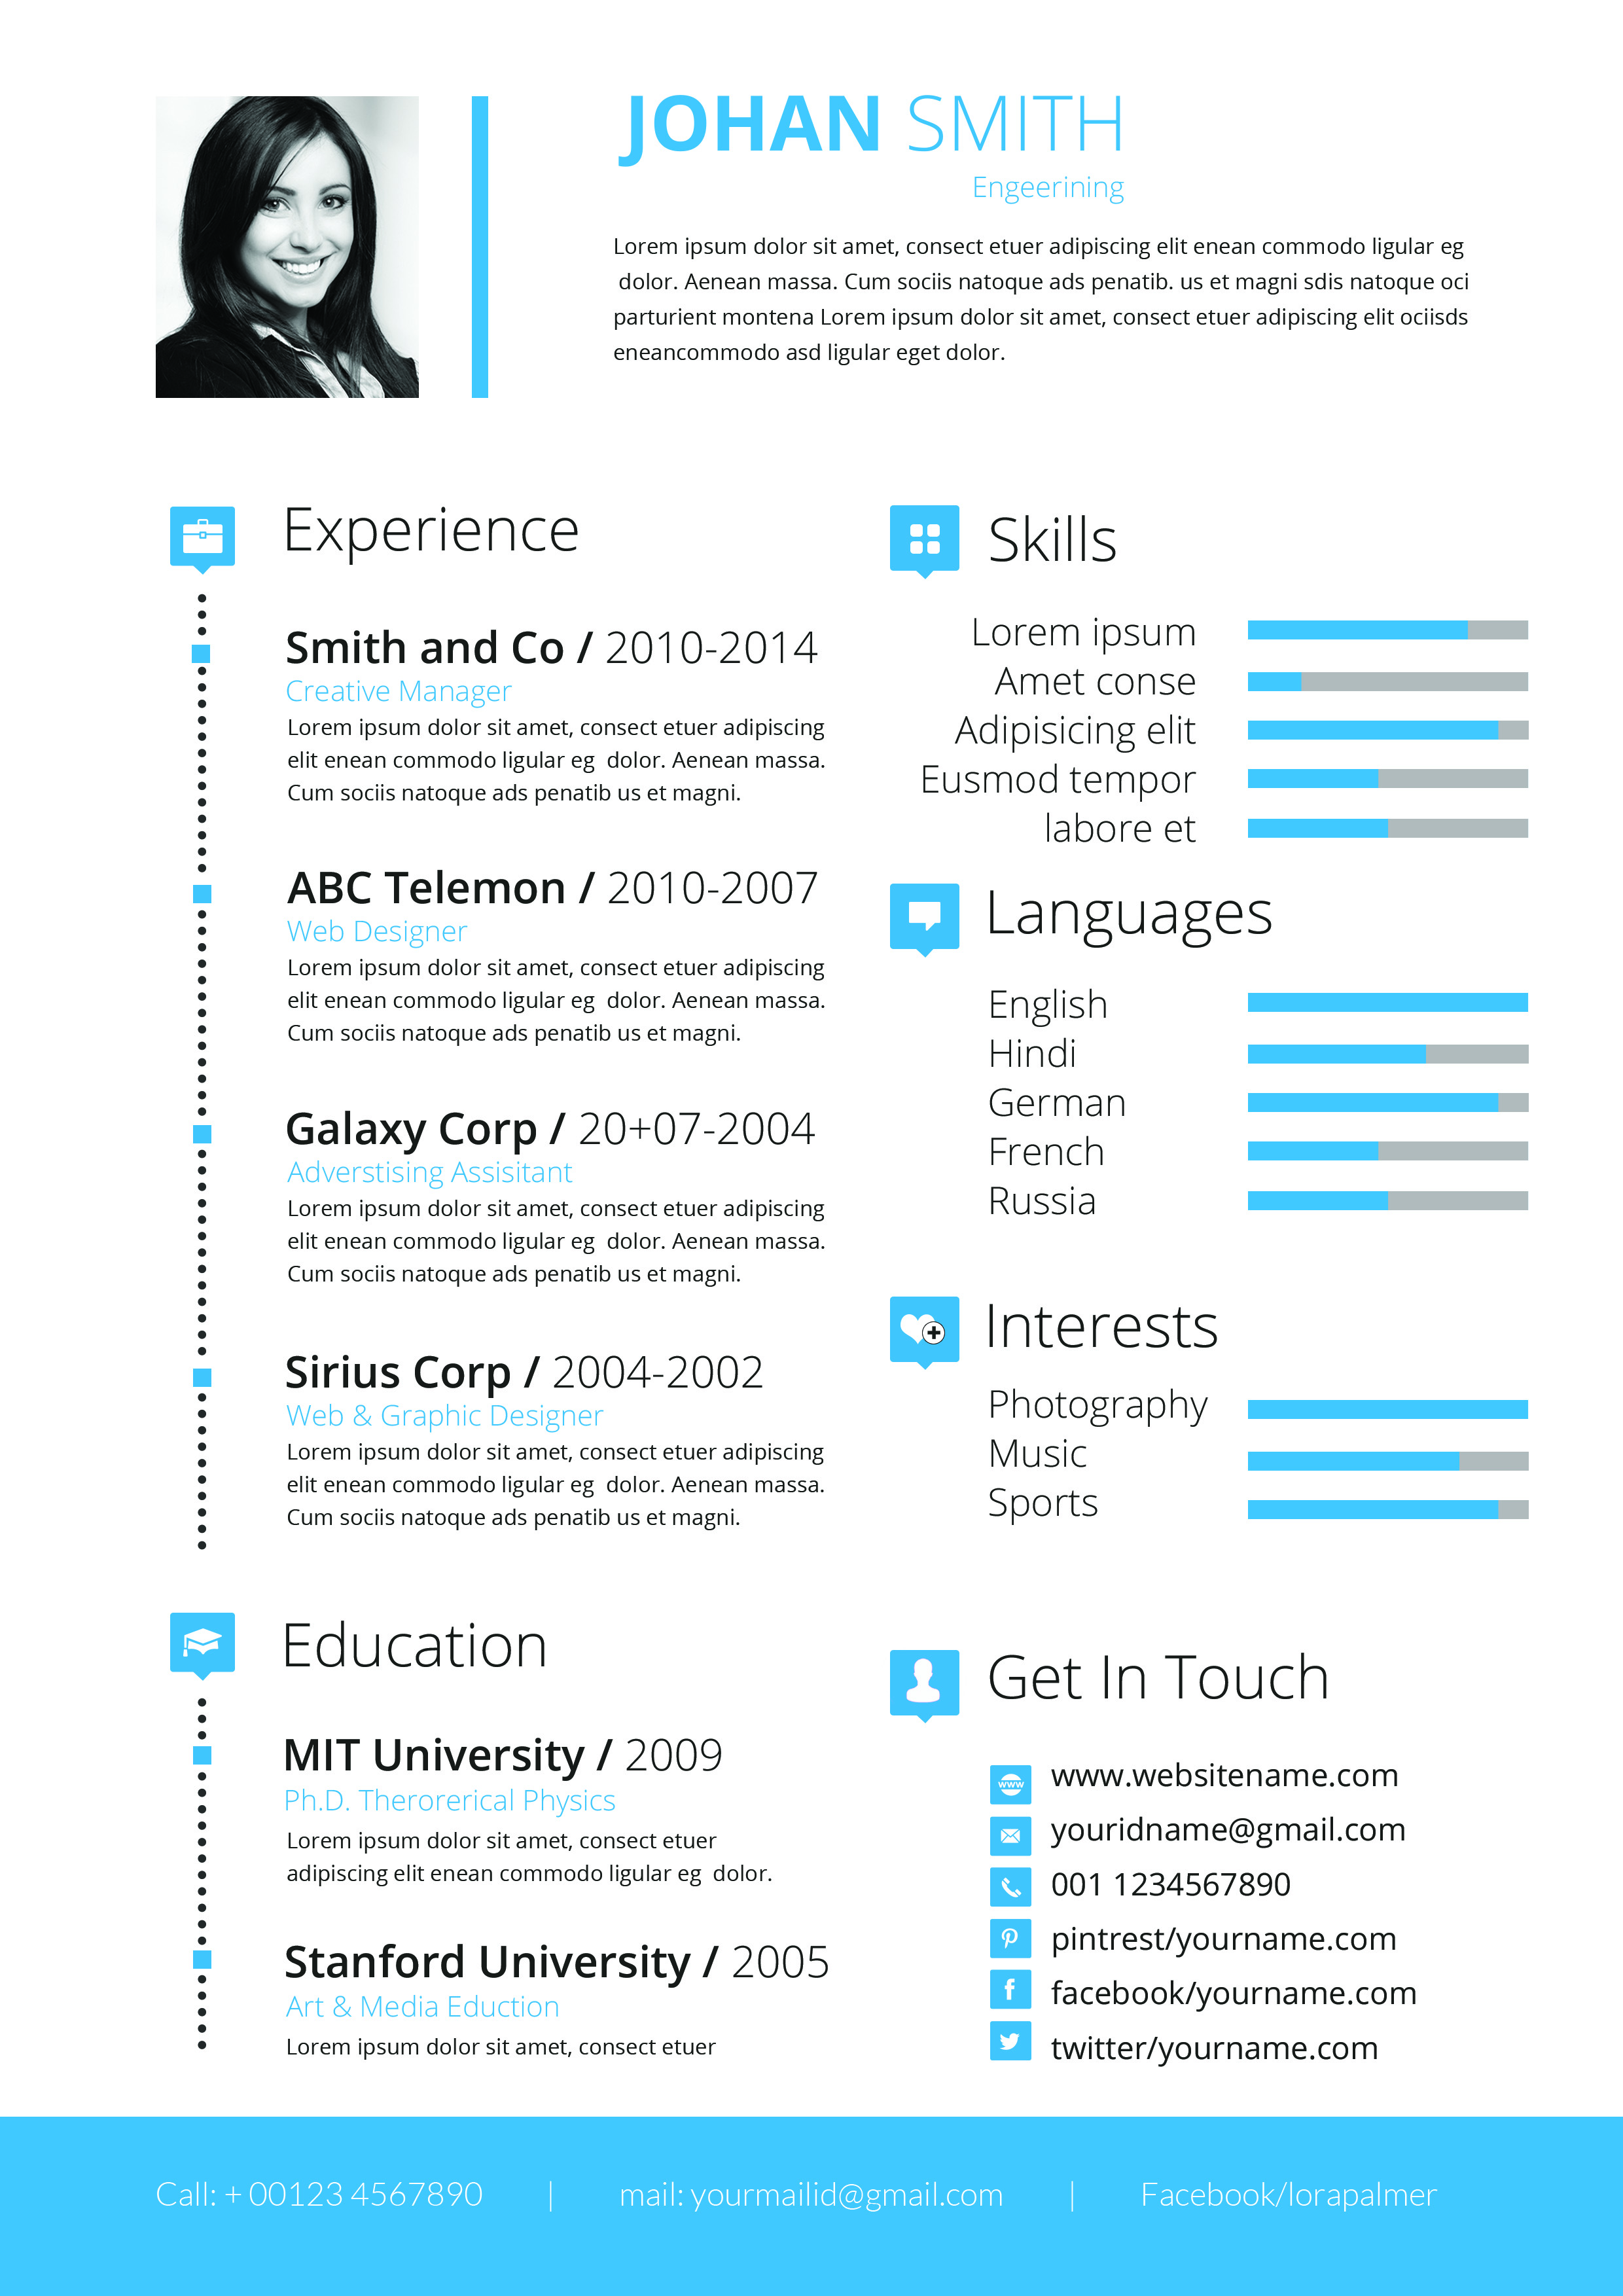 JOHAN SMITH
Engeerining
Lorem ipsum dolor sit amet, consect etuer adipiscing elit enean commodo ligular eg
dolor. Aenean massa. Cum sociis natoque ads penatib. us et magni sdis natoque oci
parturient montena Lorem ipsum dolor sit amet, consect etuer adipiscing elit ociisds
eneancommodo asd ligular eget dolor.
Experience
Smith and Co / 2010-2014
Creative Manager
Lorem ipsum dolor sit amet, consect etuer adipiscing
elit enean commodo ligular eg dolor. Aenean massa.
Cum sociis natoque ads penatib us et magni.
ABC Telemon / 2010-2007
Web Designer
Lorem ipsum dolor sit amet, consect etuer adipiscing
elit enean commodo ligular eg dolor. Aenean massa.
Cum sociis natoque ads penatib us et magni.
Galaxy Corp / 20+07-2004
Adverstising Assisitant
Lorem ipsum dolor sit amet, consect etuer adipiscing
elit enean commodo ligular eg dolor. Aenean massa.
Cum sociis natoque ads penatib us et magni.
Sirius Corp / 2004-2002
Web & Graphic Designer
Lorem ipsum dolor sit amet, consect etuer adipiscing
elit enean commodo ligular eg dolor. Aenean massa.
Cum sociis natoque ads penatib us et magni.
Education
MIT University / 2009
Ph.D. Therorerical Physics
Lorem ipsum dolor sit amet, consect etuer
adipiscing elit enean commodo ligular eg dolor.
Stanford University / 2005
Art & Media Eduction
Lorem ipsum dolor sit amet, consect etuer
Skills
Lorem ipsum
Amet conse
Adipisicing elit
Eusmod tempor
labore et
Languages
English
Hindi
German
French
Russia
Interests
Photography
Music
Sports
Get In Touch
www www.websitename.com
youridname@gmail.com
001 1234567890
pintrest/yourname.com
facebook/yourname.com
twitter/yourname.com
Call: + 00123 4567890 | mail: yourmailid@gmail.com | Facebook/lorapalmer